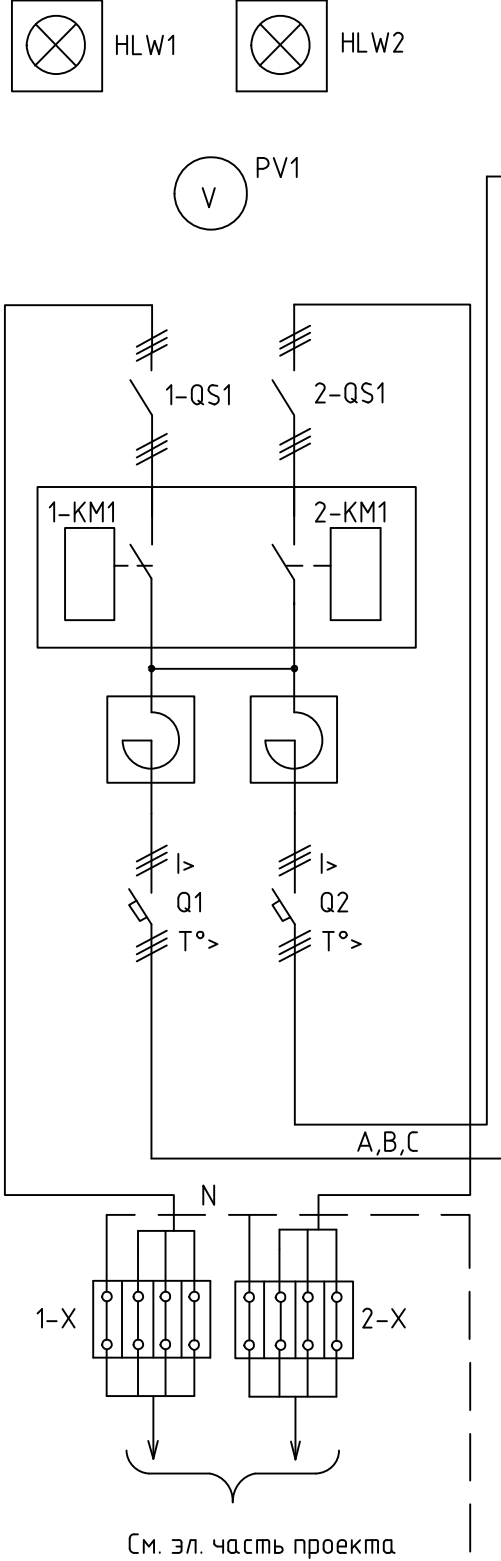 HLW1 HLW2
PV1
V
1-QS1 2-QS1
1-KM1 2-KM1
I> I>
Q1 Q2
T°> T°>
A,B,C
N
1-X 2-X
См. эл. часть проекта